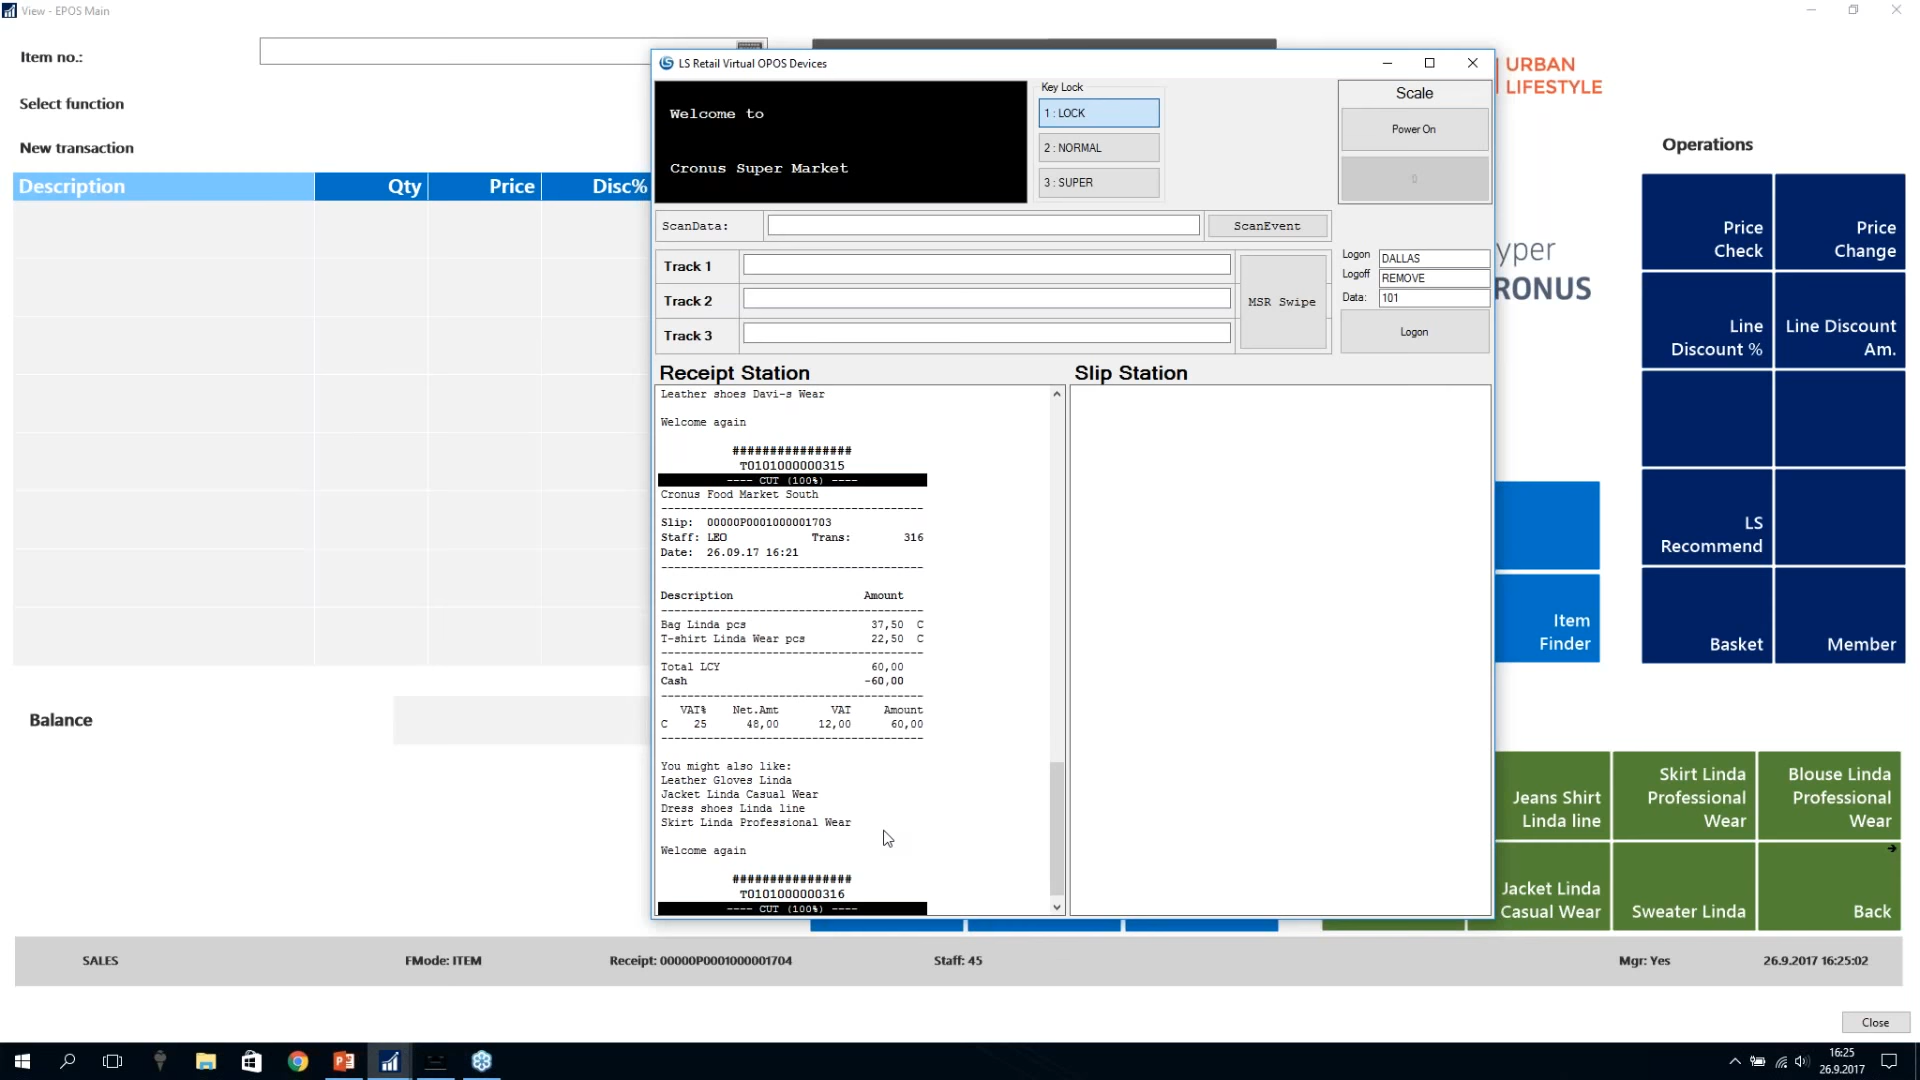 View - EPOS Main
Item no.:
Select function
New transaction
Description Qty Price Disc%
Balance
LS Retail Virtual OPOS Devices
Welcome to
Cronus Super Market
Key Lock
1 : LOCK
2 : NORMAL
3 : SUPER
Scale
Power On
0
ScanData:
ScanEvent
Track 1
Track 2
Track 3
MSR Swipe
Logon DALLAS
Logoff REMOVE
Data: 101
Logon
Receipt Station
Slip Station
Leather shoes Davi-s Wear
Welcome again
################
T0101000000315
---- CUT (100%) ----
Cronus Food Market South
----------------------------------------
Slip: 00000P0001000001703
Staff: LEO Trans: 316
Date: 26.09.17 16:21
----------------------------------------
Description Amount
----------------------------------------
Bag Linda pcs 37,50 C
T-shirt Linda Wear pcs 22,50 C
----------------------------------------
Total LCY 60,00
Cash -60,00
----------------------------------------
VAT% Net.Amt VAT Amount
C 25 48,00 12,00 60,00
----------------------------------------
You might also like:
Leather Gloves Linda
Jacket Linda Casual Wear
Dress shoes Linda line
Skirt Linda Professional Wear
Welcome again
################
T0101000000316
---- CUT (100%) ----
URBAN
LIFESTYLE
yper
RONUS
Operations
Price
Check
Price
Change
Line
Discount %
Line Discount
Am.
LS
Recommend
Item
Finder
Basket
Member
Jeans Shirt
Linda line
Skirt Linda
Professional
Wear
Blouse Linda
Professional
Wear
Jacket Linda
Casual Wear
Sweater Linda
Back
SALES FMode: ITEM Receipt: 00000P0001000001704 Staff: 45 Mgr: Yes 26.9.2017 16:25:02
Close
16:25
26.9.2017